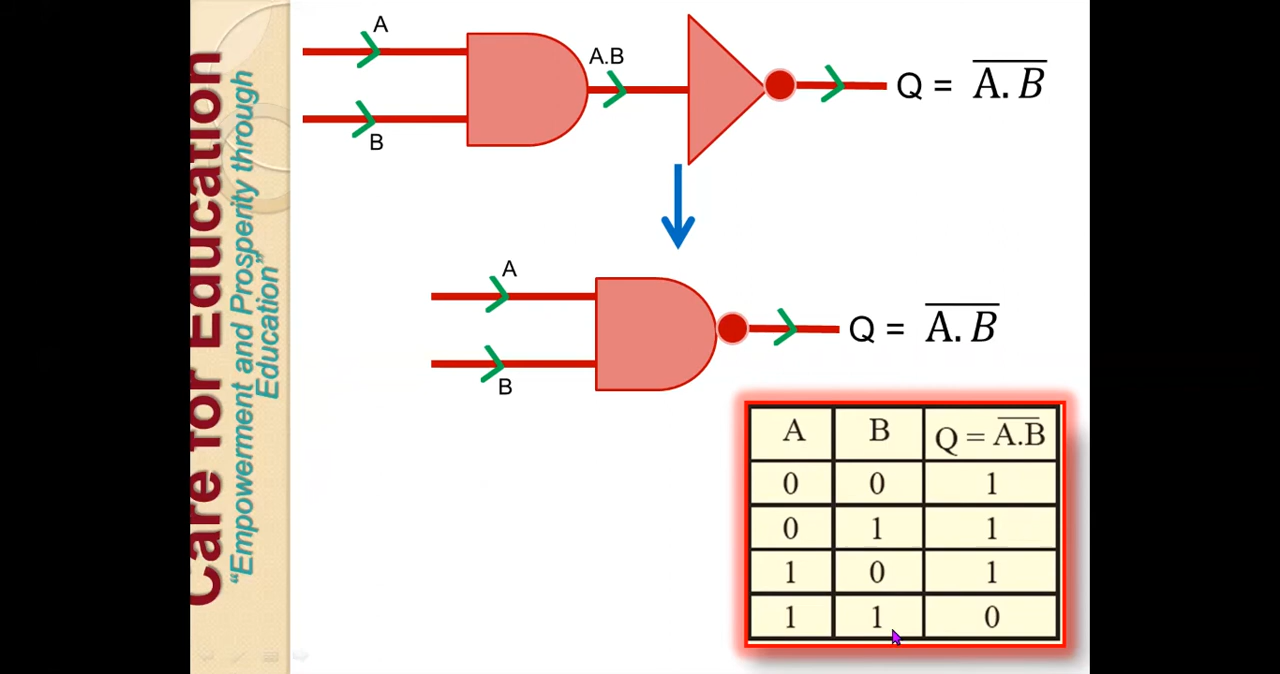 Care for Education
“Empowerment and Prosperity through
Education”
A
B
A.B
Q = A̅.̅ ̅B̅
A
B
Q = A̅.̅ ̅B̅
A B Q = A̅.̅B̅
0 0 1
0 1 1
1 0 1
1 1 0